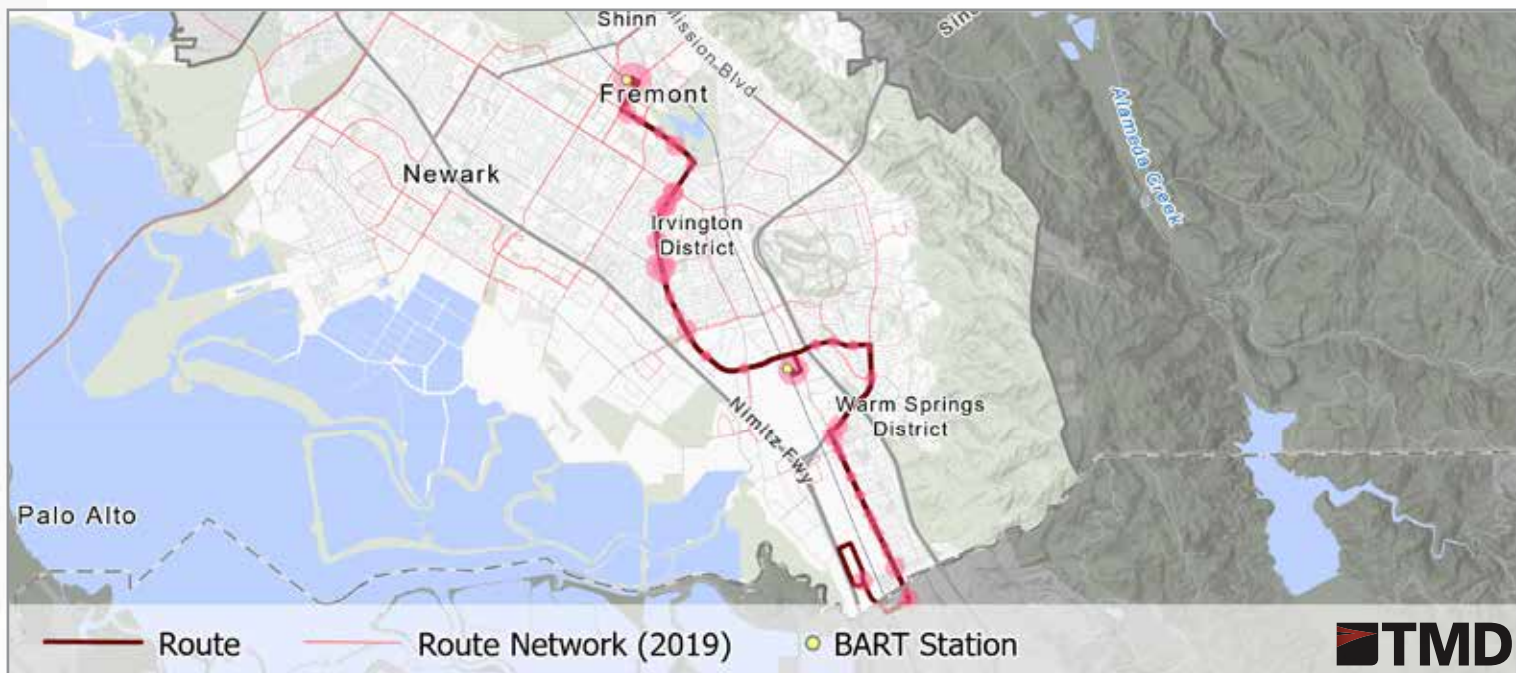 Shinn
Mission-Blvd
Fremont
Alameda Creek
Newark
Irvington
District
Warm Springs
District
Nimitz-Fwy
Palo Alto
Route
Route Network (2019)
BART Station
TMD